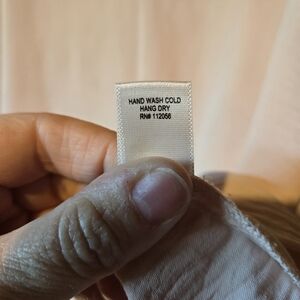 HAND WASH COLD
HANG DRY
RN# 112056